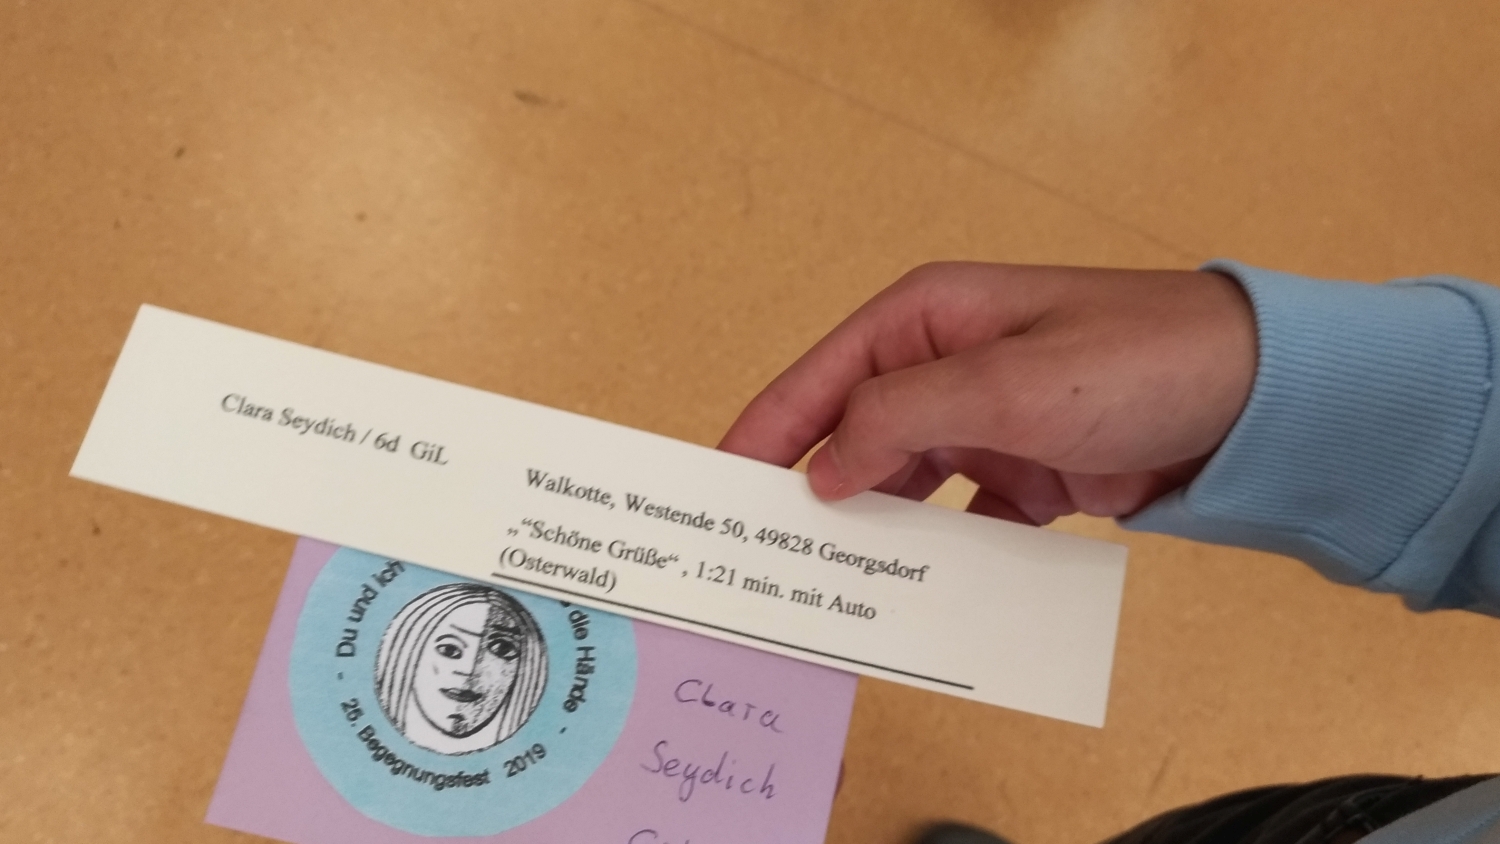 Clara Seydich / 6d GiL
Walkotte, Westende 50, 49828 Georgsdorf
„“Schöne Grüße“ , 1:21 min. mit Auto
(Osterwald)
- Du und ich
die Hände -
25. Begegnungsfest 2019
Clara
Seydich